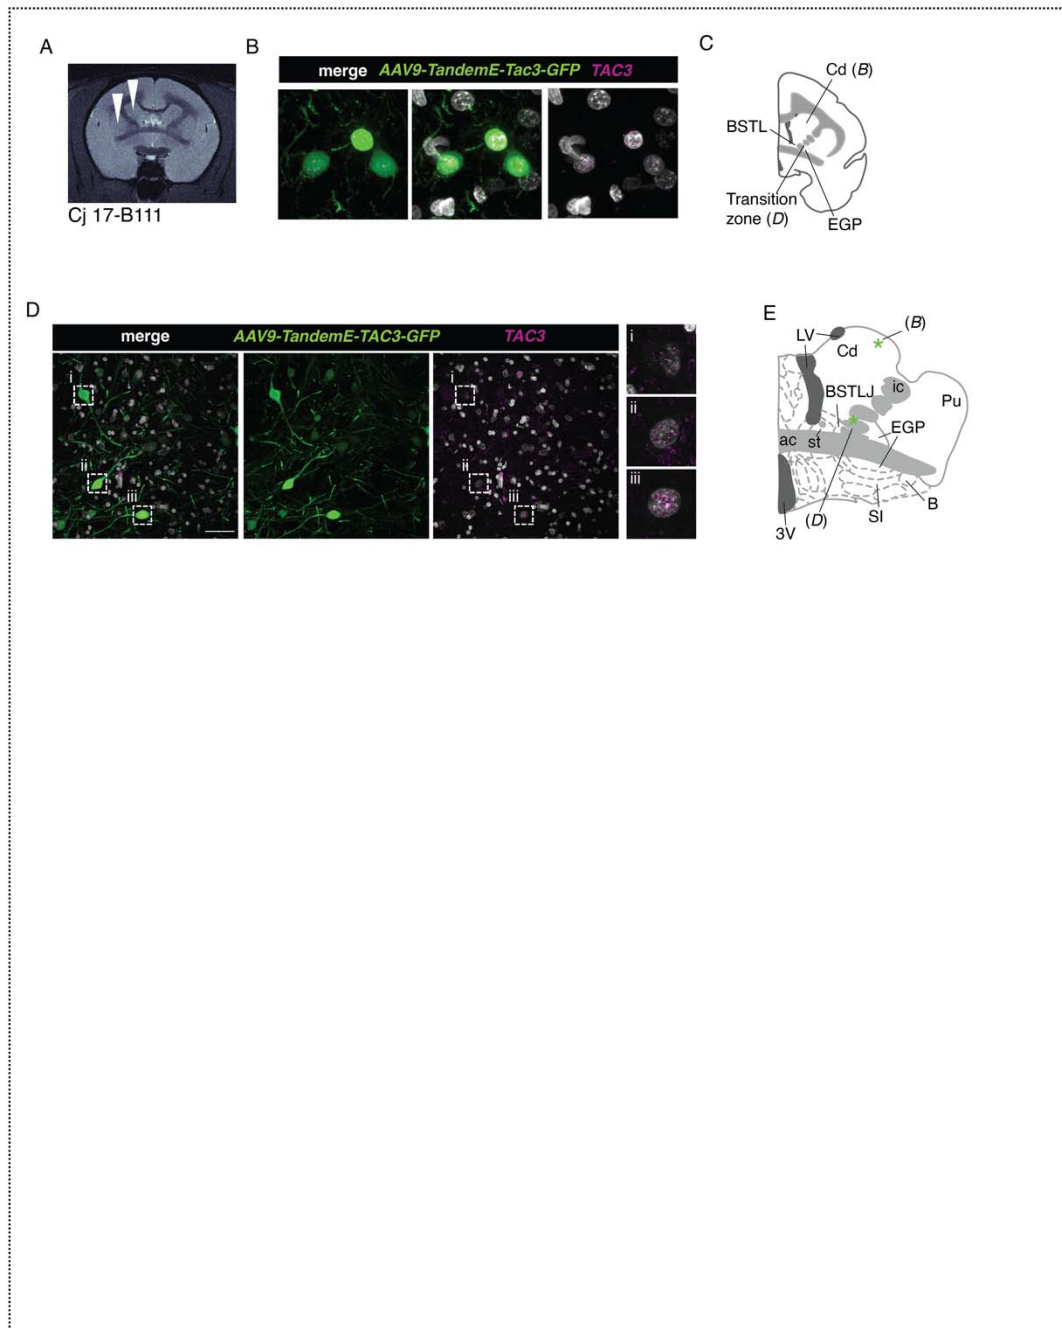 A
Cj 17-B111
B
merge AAV9-TandemE-Tac3-GFP TAC3
C
Cd (B)
BSTL
Transition
zone (D)
EGP
D
merge AAV9-TandemE-TAC3-GFP TAC3
i
ii
iii
i
ii
iii
i
ii
iii
E
(B)
LV
Cd
ic
BSTLJ
Pu
EGP
ac
st
B
SI
(D)
3V